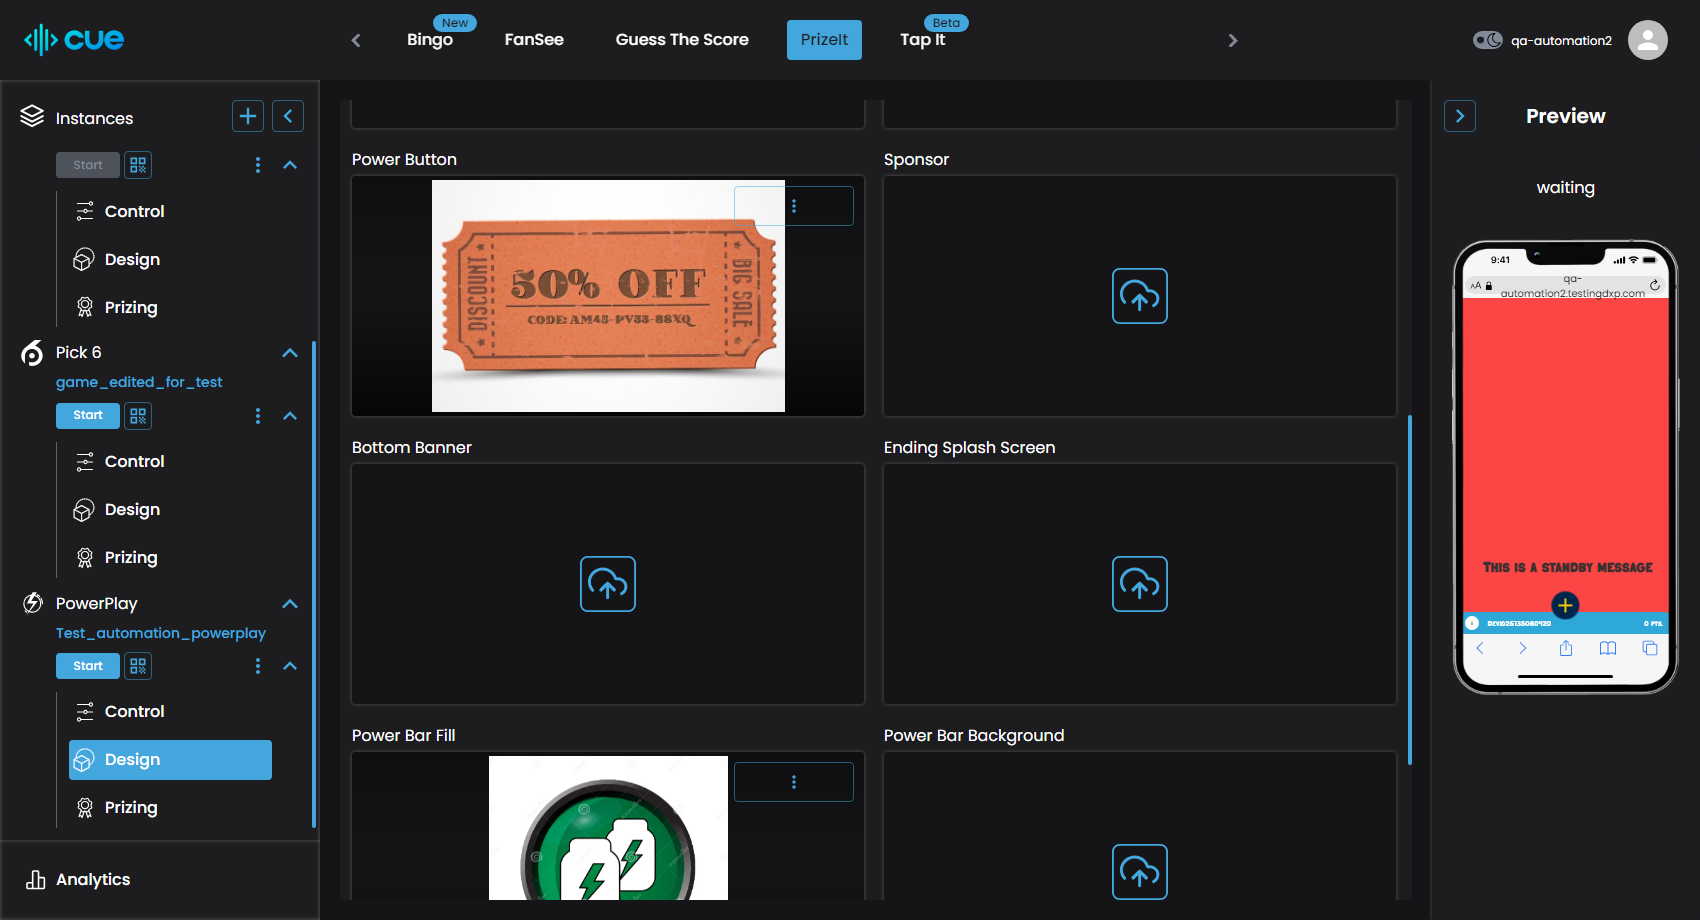 cue
New
Bingo
FanSee
Guess The Score
PrizeIt
Beta
Tap It
qa-automation2
Instances
Start
Control
Design
Prizing
Pick 6
game_edited_for_test
Start
Control
Design
Prizing
PowerPlay
Test_automation_powerplay
Start
Control
Design
Prizing
Analytics
Power Button
Sponsor
DISCOUNT
50% OFF
CODE: AM45-PV33-88XQ
BIG SALE
Bottom Banner
Ending Splash Screen
Power Bar Fill
Power Bar Background
Preview
waiting
9:41
AA
qa-
automation2.testingdxp.com
This is a standby message
0 PTS.